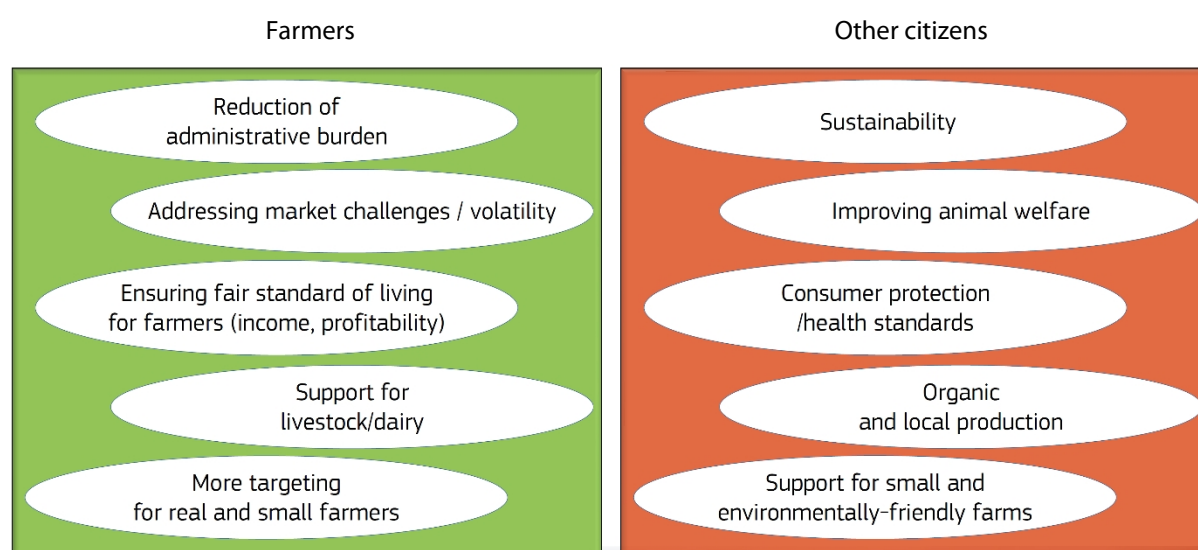 Farmers
Reduction of
administrative burden
Addressing market challenges / volatility
Ensuring fair standard of living
for farmers (income, profitability)
Support for
livestock/dairy
More targeting
for real and small farmers
Other citizens
Sustainability
Improving animal welfare
Consumer protection
/health standards
Organic
and local production
Support for small and
environmentally-friendly farms